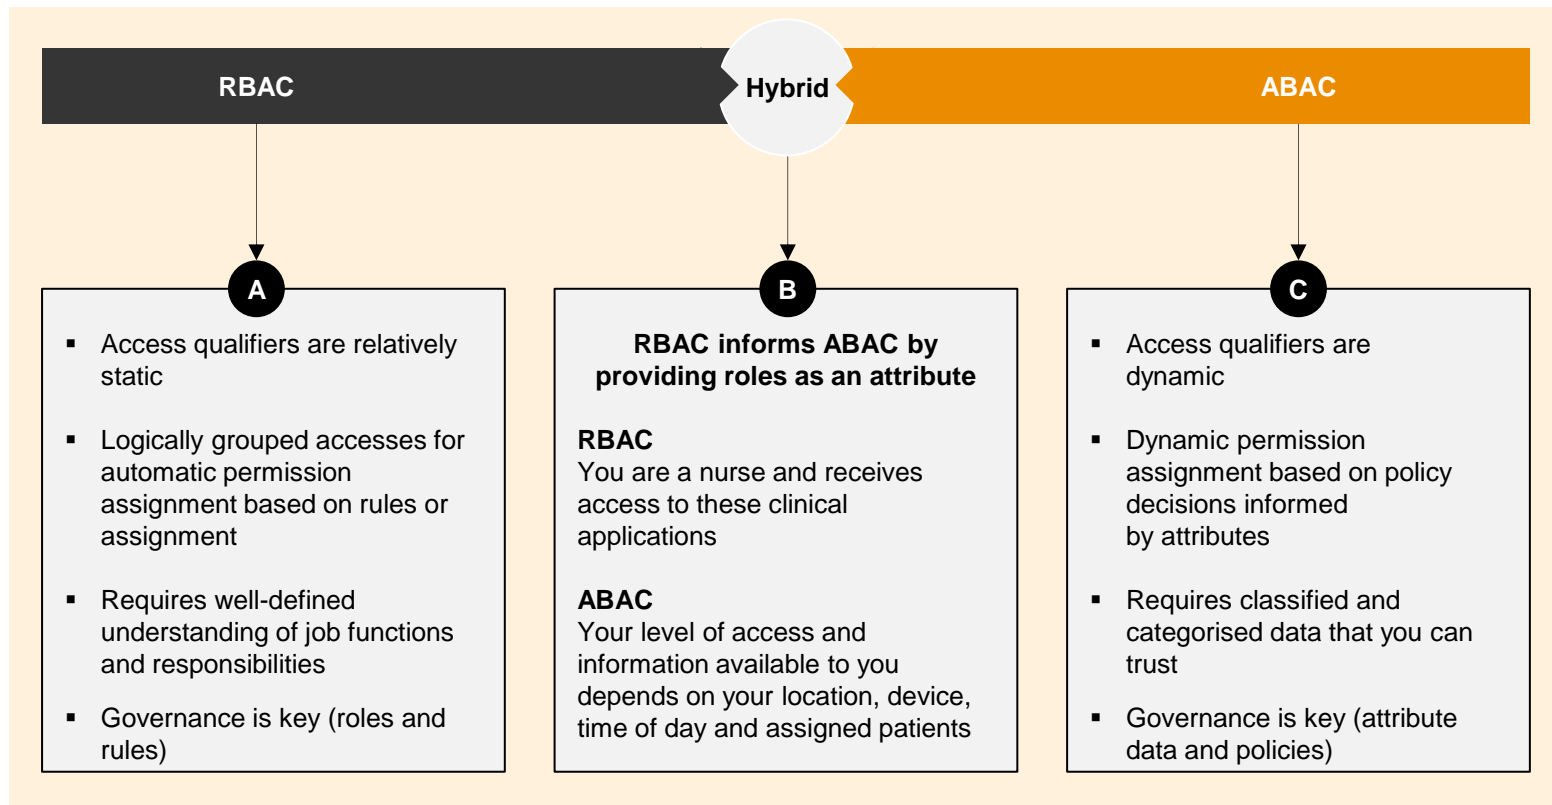 RBAC
Hybrid
ABAC
A
▪ Access qualifiers are relatively
static
▪ Logically grouped accesses for
automatic permission
assignment based on rules or
assignment
▪ Requires well-defined
understanding of job functions
and responsibilities
▪ Governance is key (roles and
rules)
B
RBAC informs ABAC by
providing roles as an attribute
RBAC
You are a nurse and receives
access to these clinical
applications
ABAC
Your level of access and
information available to you
depends on your location, device,
time of day and assigned patients
C
▪ Access qualifiers are
dynamic
▪ Dynamic permission
assignment based on policy
decisions informed
by attributes
▪ Requires classified and
categorised data that you can
trust
▪ Governance is key (attribute
data and policies)